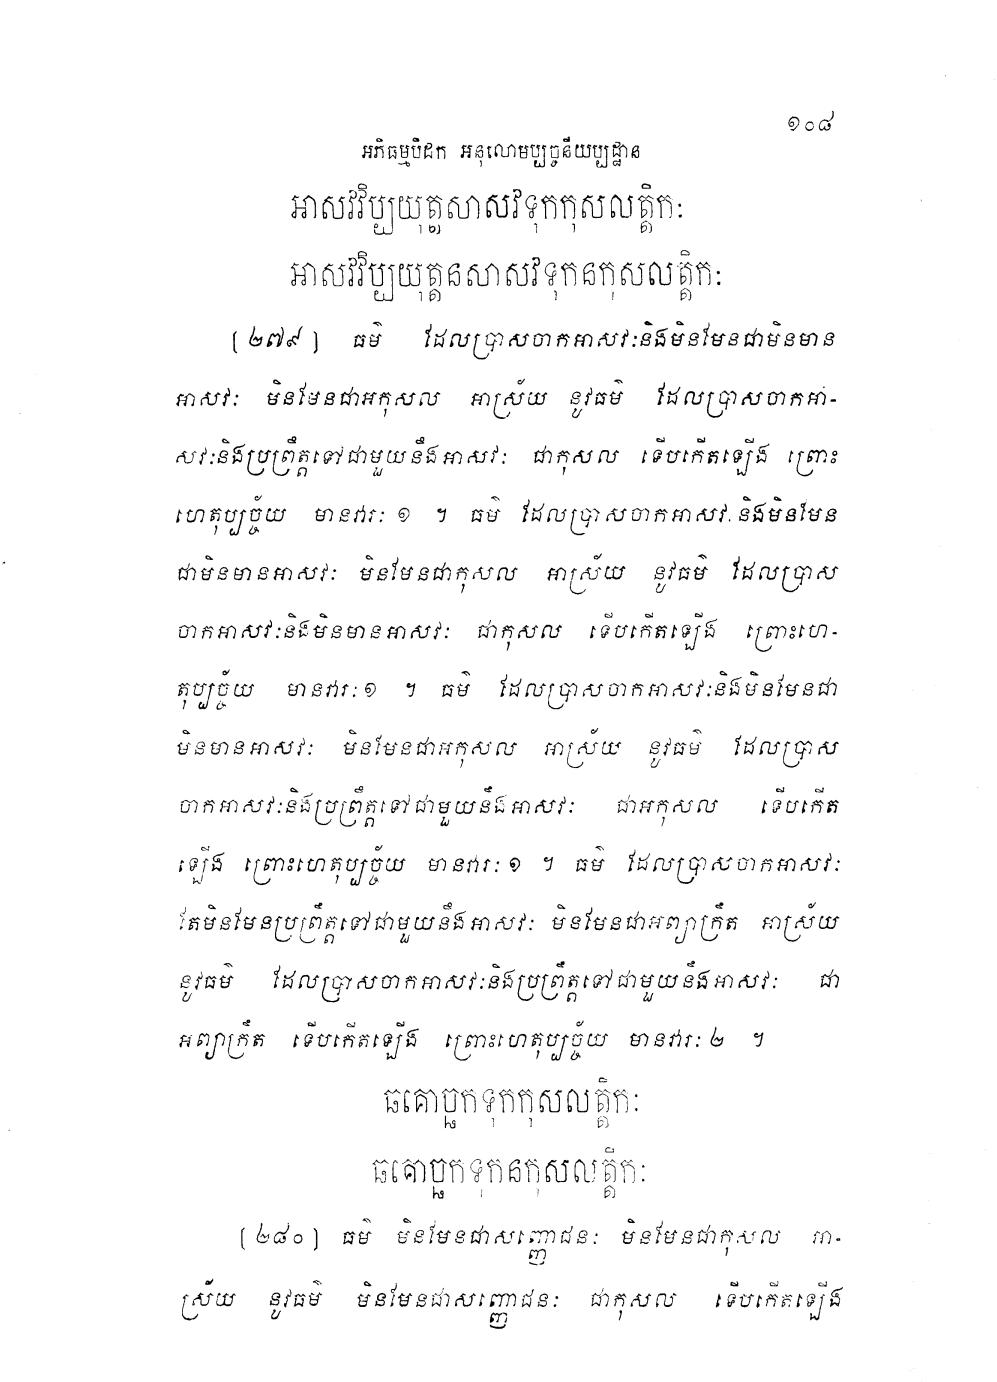 ១០៨
អភិធម្មបិដក អនុលោមប្បច្ចនីយប្បដ្ឋាន
អាសវវិប្បយុត្តសាសវទុកកុសលត្តិកៈ
អាសវវិប្បយុត្តនសាសវទុកនកុសលត្តិកៈ
[២៧៩] ធម៌ ដែលប្រាសចាកអាសវៈនិងមិនមែនជាមិនមាន
អាសវៈ មិនមែនជាអកុសល អាស្រ័យ នូវធម៌ ដែលប្រាសចាកអា-
សវៈនិងប្រព្រឹត្តទៅជាមួយនឹងអាសវៈ ជាកុសល ទើបកើតឡើង ព្រោះ
ហេតុប្បច្ច័យ មានវារៈ ១ ។ ធម៌ ដែលប្រាសចាកអាសវៈនិងមិនមែន
ជាមិនមានអាសវៈ មិនមែនជាកុសល អាស្រ័យ នូវធម៌ ដែលប្រាស
ចាកអាសវៈនិងមិនមានអាសវៈ ជាកុសល ទើបកើតឡើង ព្រោះហេ-
តុប្បច្ច័យ មានវារៈ ១ ។ ធម៌ ដែលប្រាសចាកអាសវៈនិងមិនមែនជា
មិនមានអាសវៈ មិនមែនជាអកុសល អាស្រ័យ នូវធម៌ ដែលប្រាស
ចាកអាសវៈនិងប្រព្រឹត្តទៅជាមួយនឹងអាសវៈ ជាអកុសល ទើបកើត
ឡើង ព្រោះហេតុប្បច្ច័យ មានវារៈ ១ ។ ធម៌ ដែលប្រាសចាកអាសវៈ
តែមិនមែនប្រព្រឹត្តទៅជាមួយនឹងអាសវៈ មិនមែនជាអព្យាក្រឹត អាស្រ័យ
នូវធម៌ ដែលប្រាសចាកអាសវៈនិងប្រព្រឹត្តទៅជាមួយនឹងអាសវៈ ជា
អព្យាក្រឹត ទើបកើតឡើង ព្រោះហេតុប្បច្ច័យ មានវារៈ ២ ។
ឆគោច្ឆកទុកកុសលត្តិកៈ
ឆគោច្ឆកទុកនកុសលត្តិកៈ
[២៨០] ធម៌ មិនមែនជាសញ្ញោជនៈ មិនមែនជាកុសល អា-
ស្រ័យ នូវធម៌ មិនមែនជាសញ្ញោជនៈ ជាកុសល ទើបកើតឡើង